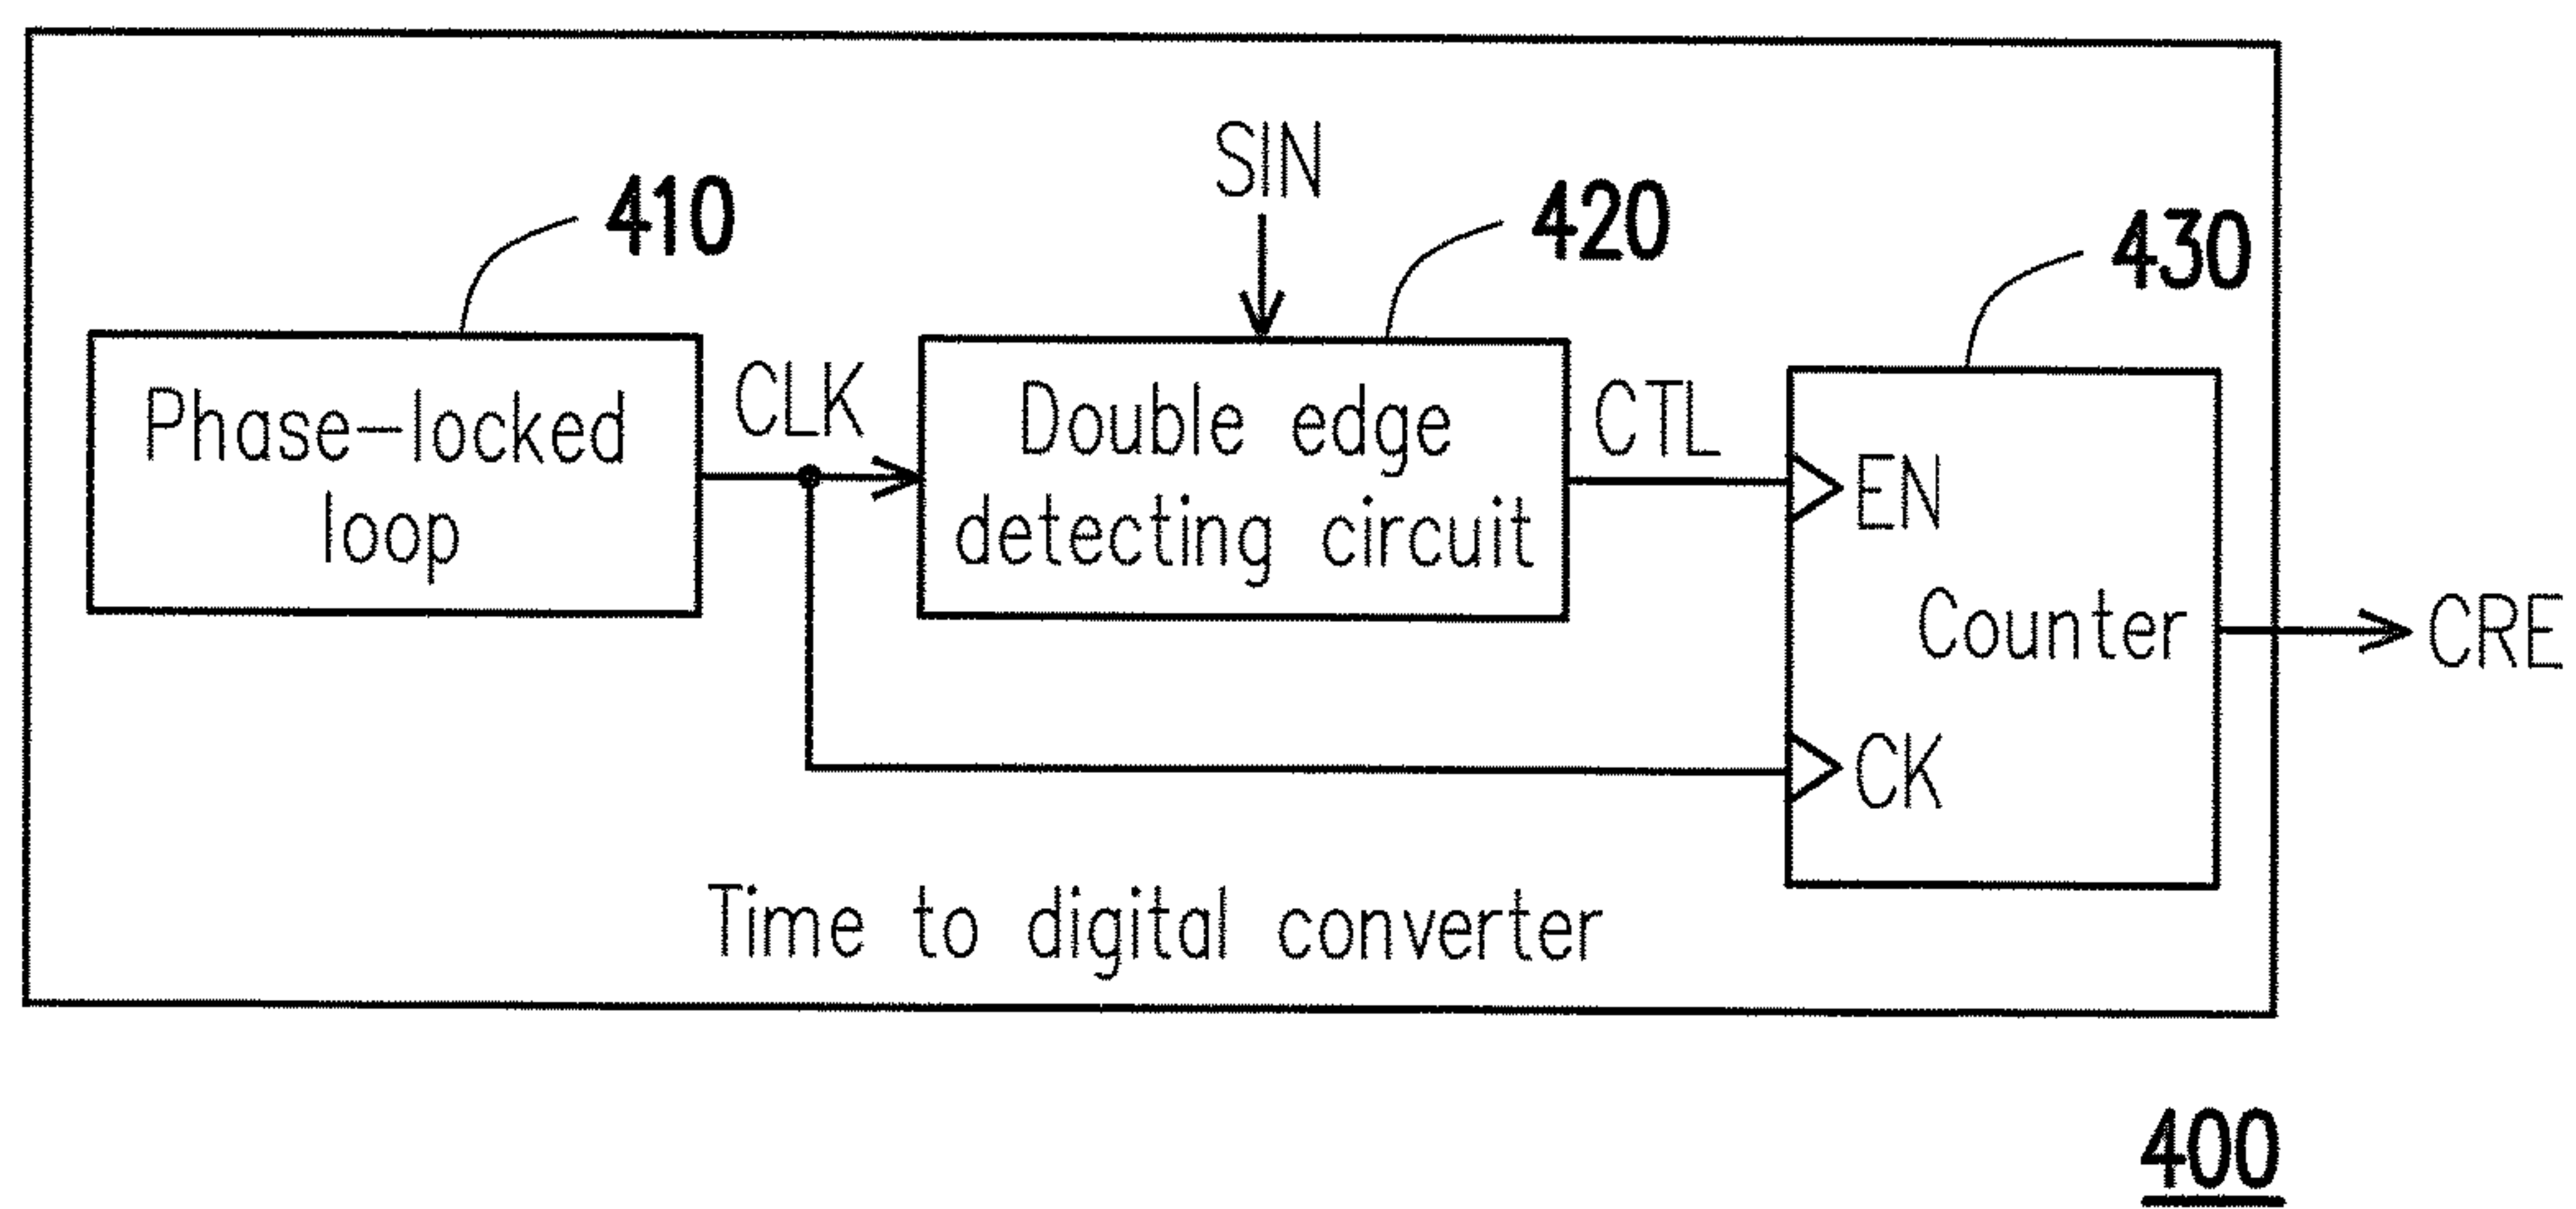 SIN
410
420
430
Phase-locked
loop
CLK
Double edge
detecting circuit
CTL
EN
Counter
CK
CRE
Time to digital converter
400